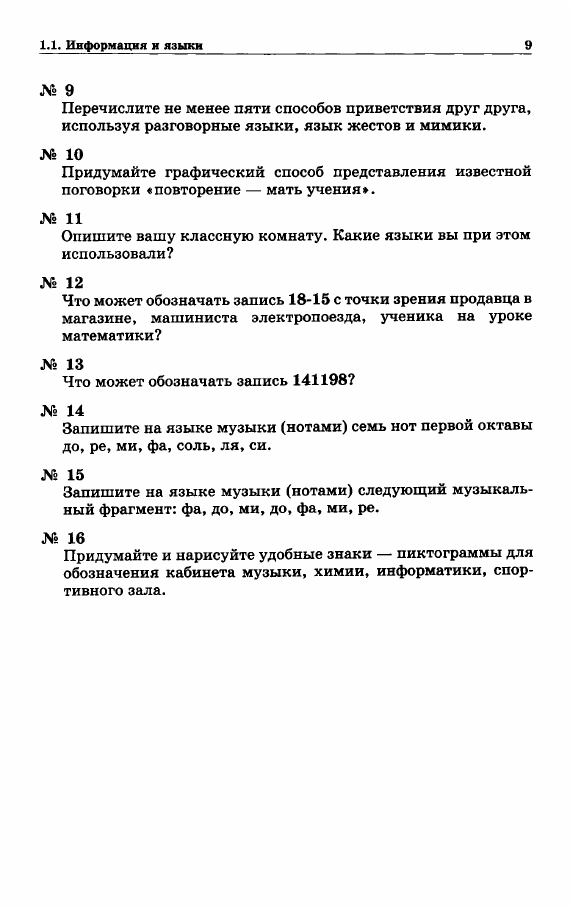 1.1. Информация и языки 9
№ 9
Перечислите не менее пяти способов приветствия друг друга,
используя разговорные языки, язык жестов и мимики.
№ 10
Придумайте графический способ представления известной
поговорки «повторение — мать учения».
№ 11
Опишите вашу классную комнату. Какие языки вы при этом
использовали?
№ 12
Что может обозначать запись 18-15 с точки зрения продавца в
магазине, машиниста электропоезда, ученика на уроке
математики?
№ 13
Что может обозначать запись 141198?
№ 14
Запишите на языке музыки (нотами) семь нот первой октавы
до, ре, ми, фа, соль, ля, си.
№ 15
Запишите на языке музыки (нотами) следующий музыкаль-
ный фрагмент: фа, до, ми, до, фа, ми, ре.
№ 16
Придумайте и нарисуйте удобные знаки — пиктограммы для
обозначения кабинета музыки, химии, информатики, спор-
тивного зала.